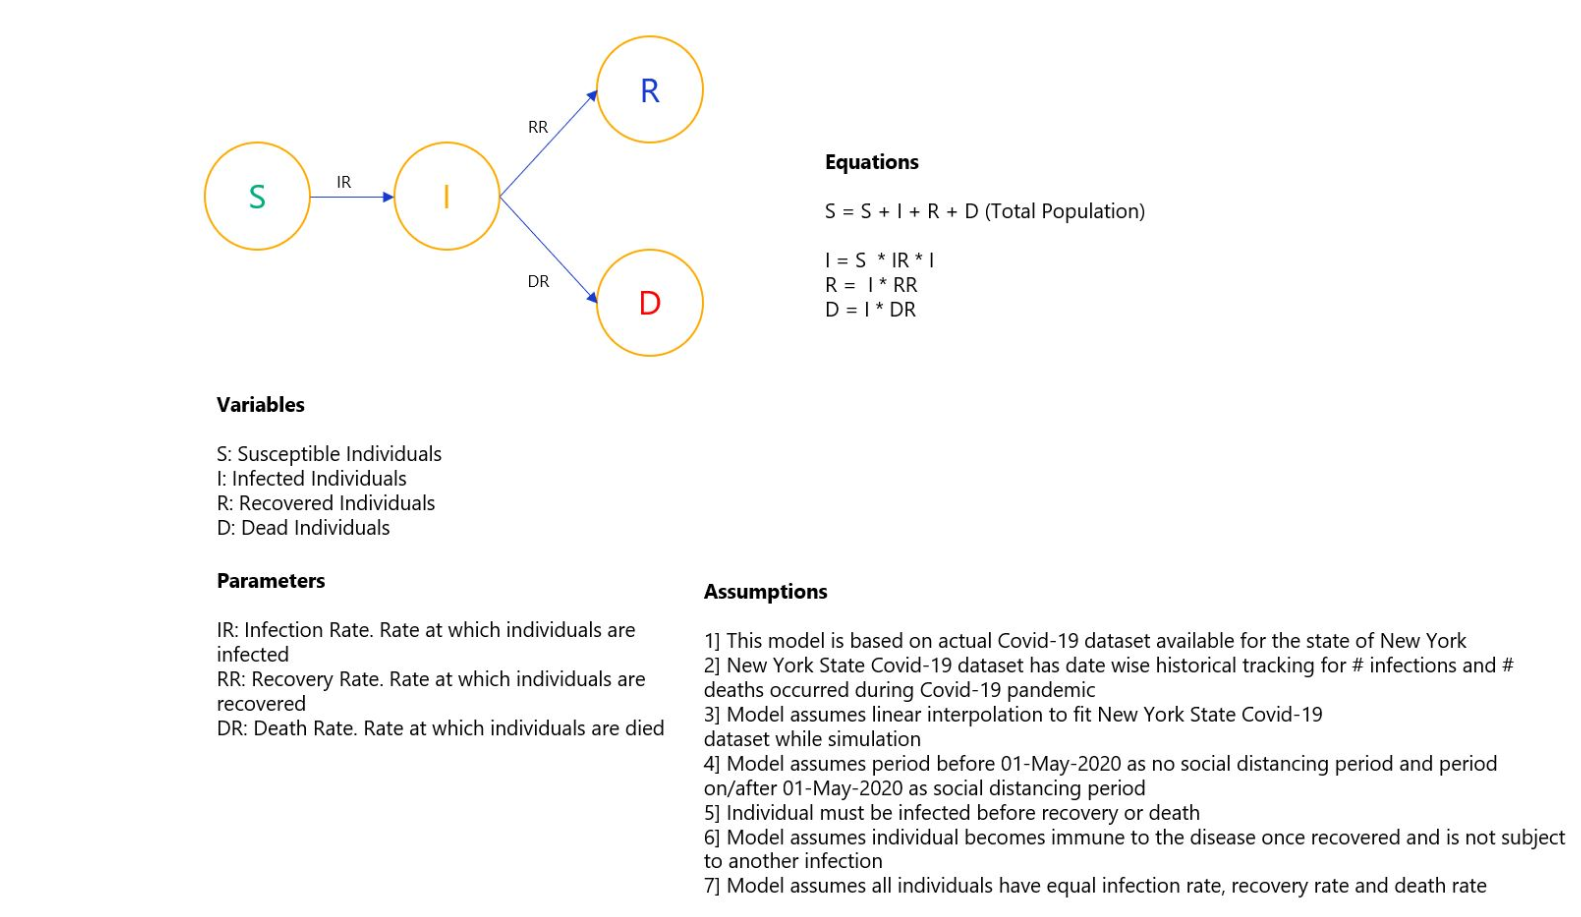 R
RR
S
IR
I
DR
D
Equations
S = S + I + R + D (Total Population)
I = S * IR * I
R = I * RR
D = I * DR
Variables
S: Susceptible Individuals
I: Infected Individuals
R: Recovered Individuals
D: Dead Individuals
Parameters
IR: Infection Rate. Rate at which individuals are
infected
RR: Recovery Rate. Rate at which individuals are
recovered
DR: Death Rate. Rate at which individuals are died
Assumptions
1] This model is based on actual Covid-19 dataset available for the state of New York
2] New York State Covid-19 dataset has date wise historical tracking for # infections and #
deaths occurred during Covid-19 pandemic
3] Model assumes linear interpolation to fit New York State Covid-19
dataset while simulation
4] Model assumes period before 01-May-2020 as no social distancing period and period
on/after 01-May-2020 as social distancing period
5] Individual must be infected before recovery or death
6] Model assumes individual becomes immune to the disease once recovered and is not subject
to another infection
7] Model assumes all individuals have equal infection rate, recovery rate and death rate